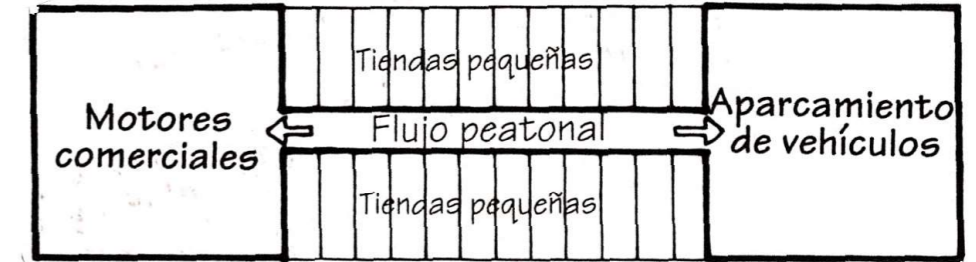 Tiendas pequeñas
Motores
comerciales
Flujo peatonal
Aparcamiento
de vehículos
Tiendas pequeñas